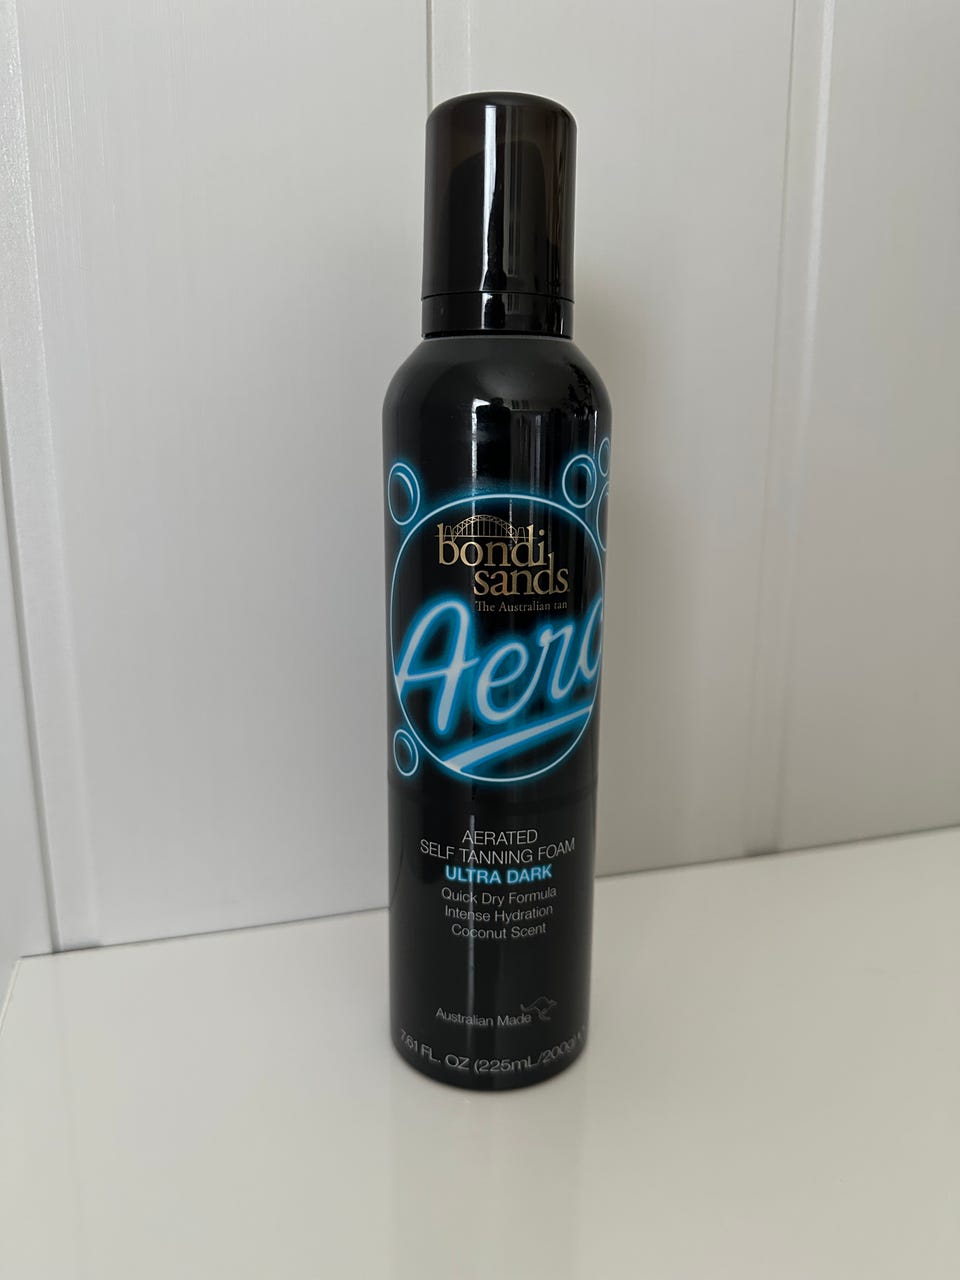 bondi
sands
The Australian tan
Aero
AERATED
SELF TANNING FOAM
ULTRA DARK
Quick Dry Formula
Intense Hydration
Coconut Scent
Australian Made
7.61 FL. OZ (225mL/200g)